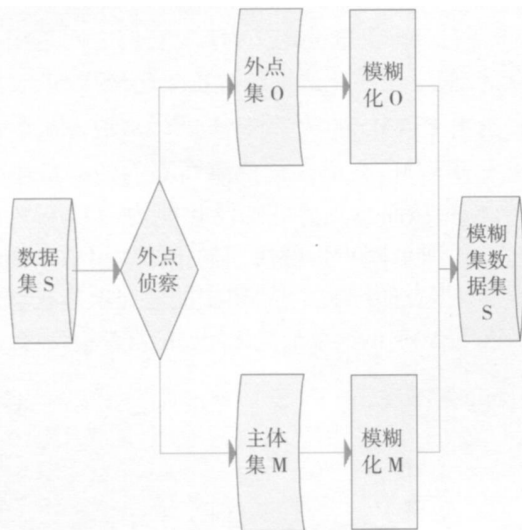 外点
集 O
模糊
化 O
数据
集 S
外点
侦察
模糊
集数
据集
S
主体
集 M
模糊
化 M